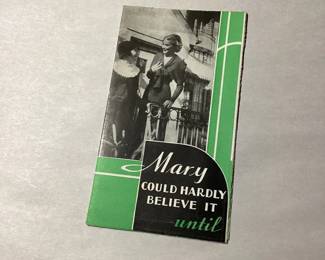 Mary
COULD HARDLY
BELIEVE IT
until